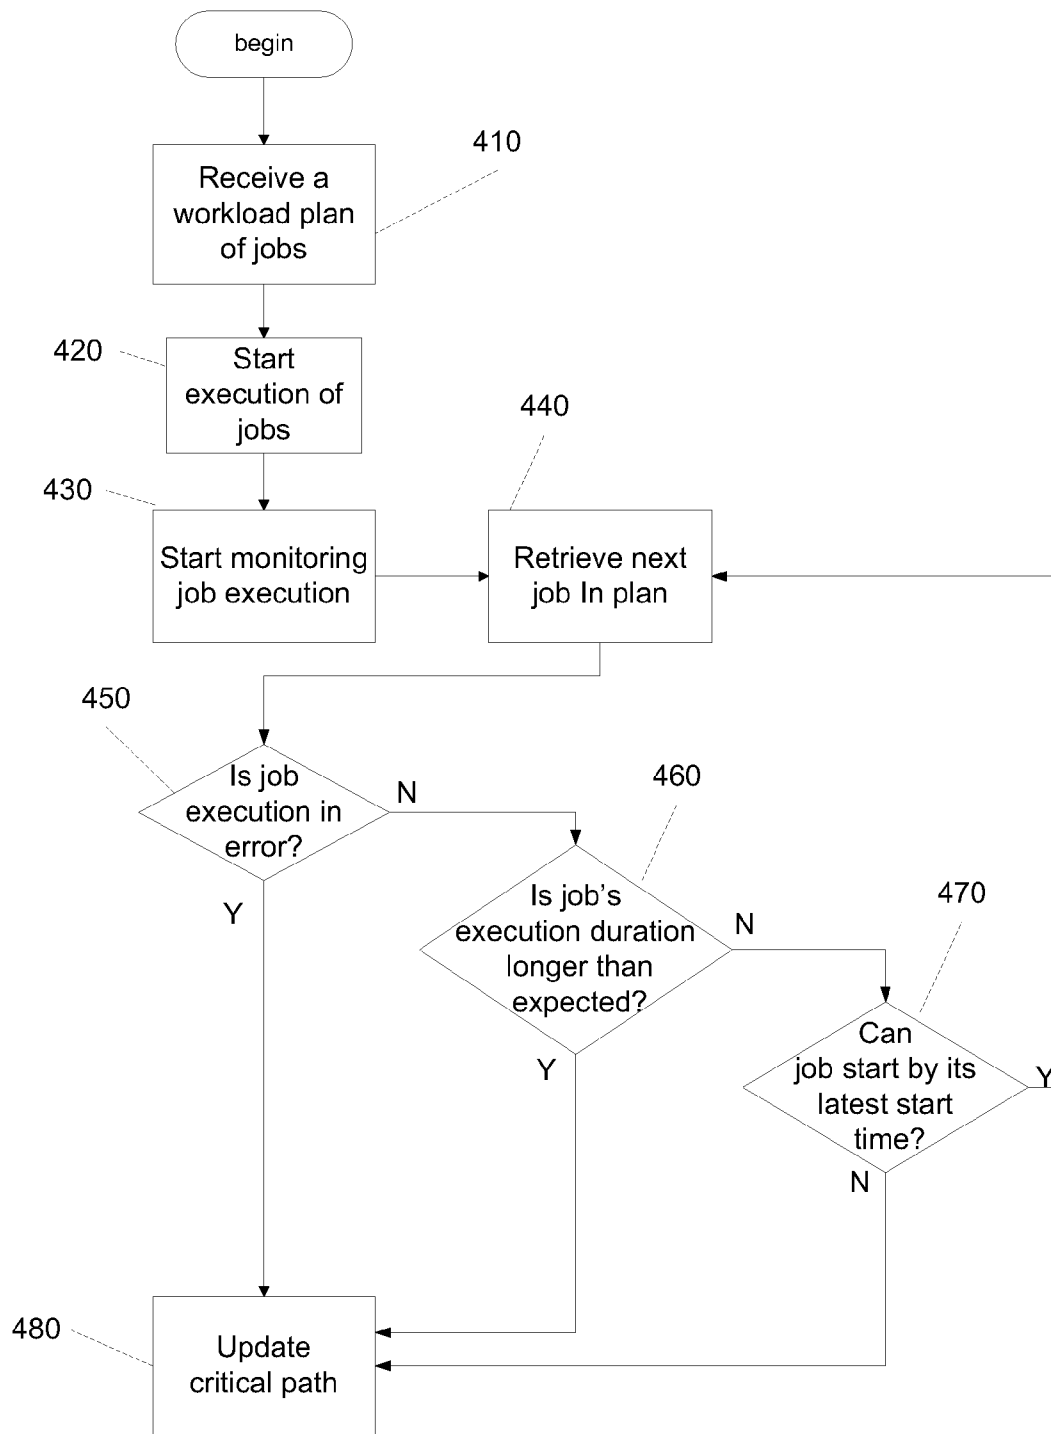 begin
410
Receive a
workload plan
of jobs
420
Start
execution of
jobs
430
440
Start monitoring
job execution
Retrieve next
job In plan
450
Is job
execution in
error?
N
Y
460
Is job’s
execution duration
longer than
expected?
N
Y
470
Can
job start by its
latest start
time?
Y
N
480
Update
critical path